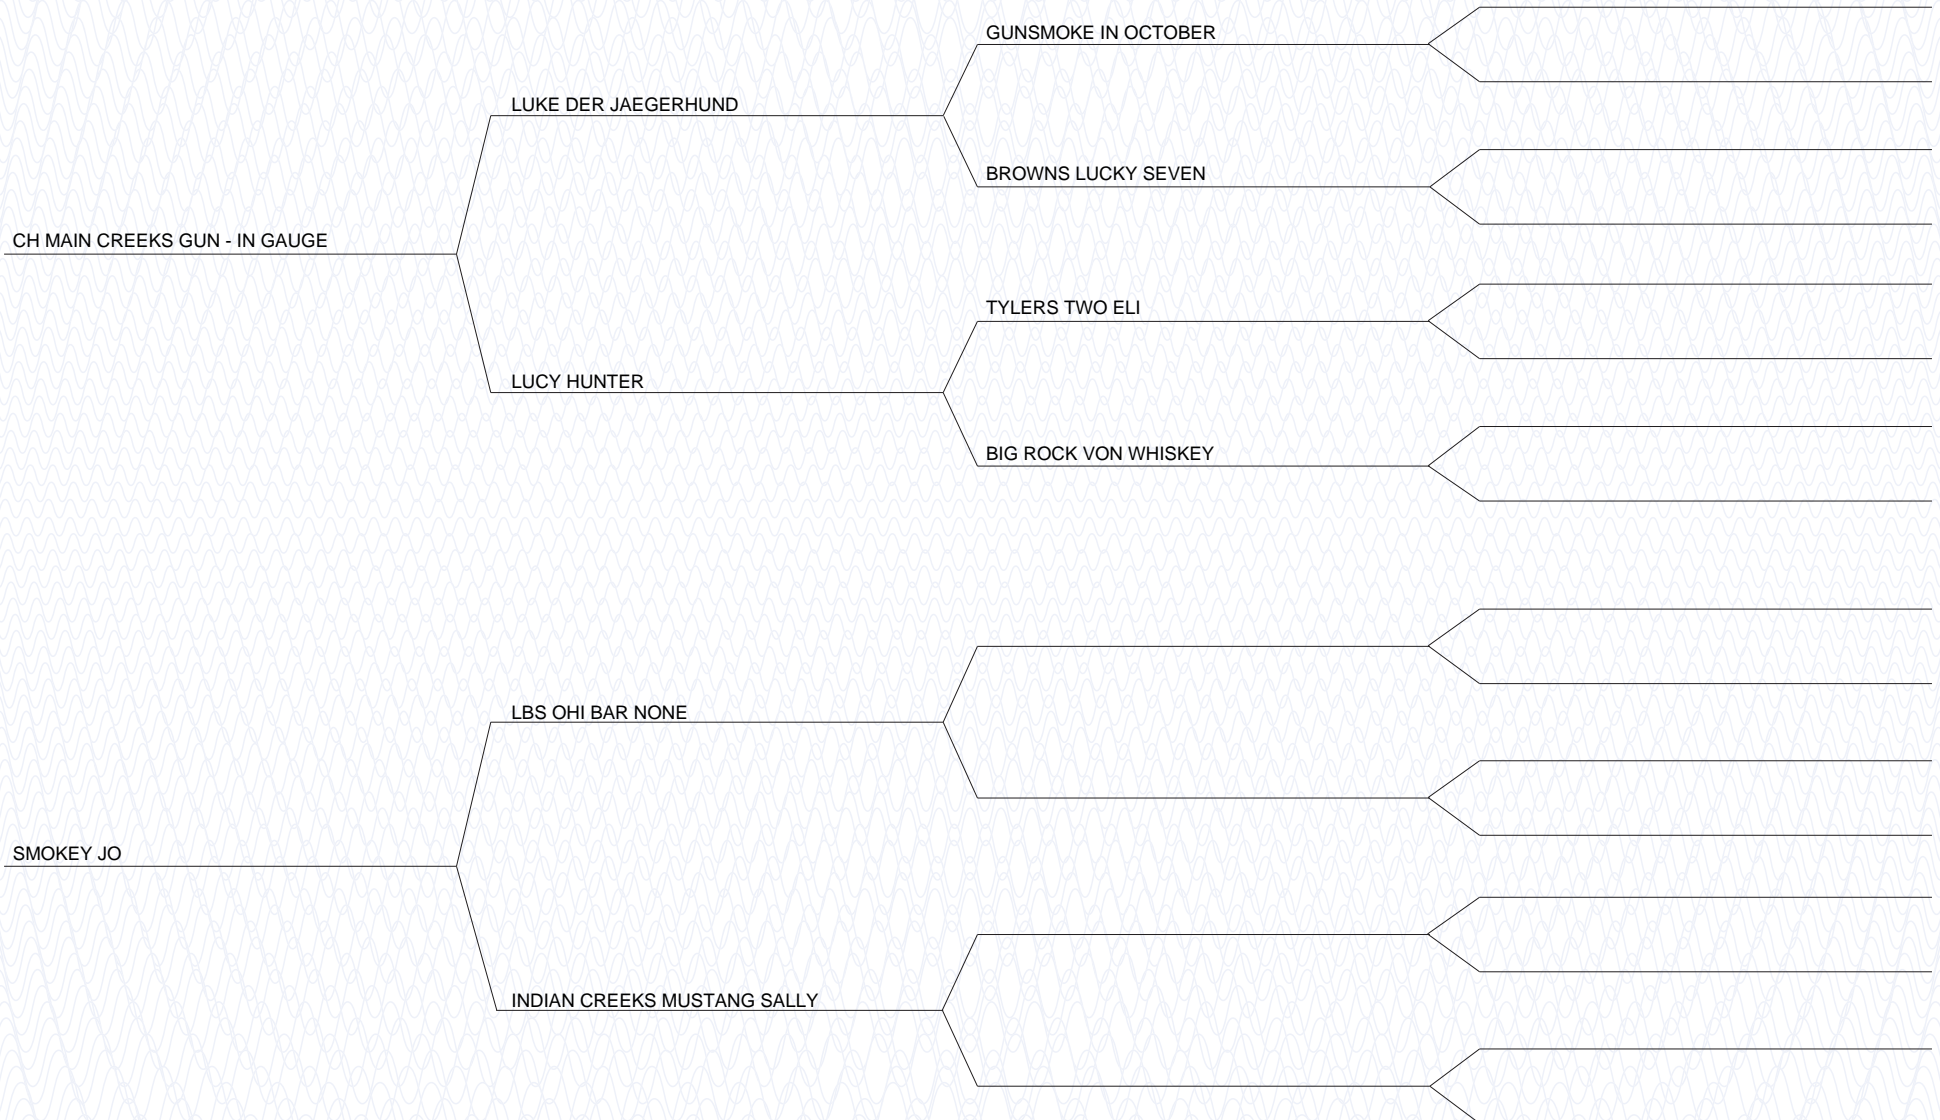 GUNSMOKE IN OCTOBER
LUKE DER JAEGERHUND
BROWNS LUCKY SEVEN
CH MAIN CREEKS GUN - IN GAUGE
TYLERS TWO ELI
LUCY HUNTER
BIG ROCK VON WHISKEY
LBS OHI BAR NONE
SMOKEY JO
INDIAN CREEKS MUSTANG SALLY